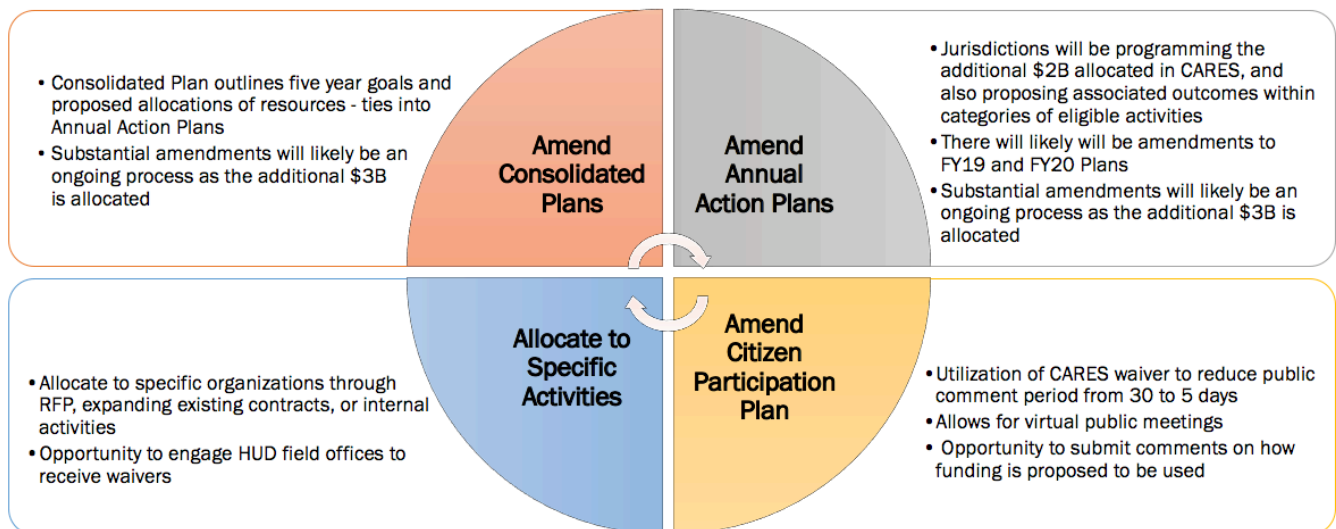 • Consolidated Plan outlines five year goals and
proposed allocations of resources - ties into
Annual Action Plans
• Substantial amendments will likely be an
ongoing process as the additional $3B
is allocated
Amend
Consolidated
Plans
Amend
Annual
Action Plans
• Jurisdictions will be programming the
additional $2B allocated in CARES, and
also proposing associated outcomes within
categories of eligible activities
• There will likely will be amendments to
FY19 and FY20 Plans
• Substantial amendments will likely be an
ongoing process as the additional $3B is
allocated
• Allocate to specific organizations through
RFP, expanding existing contracts, or internal
activities
• Opportunity to engage HUD field offices to
receive waivers
Allocate to
Specific
Activities
Amend
Citizen
Participation
Plan
• Utilization of CARES waiver to reduce public
comment period from 30 to 5 days
• Allows for virtual public meetings
• Opportunity to submit comments on how
funding is proposed to be used